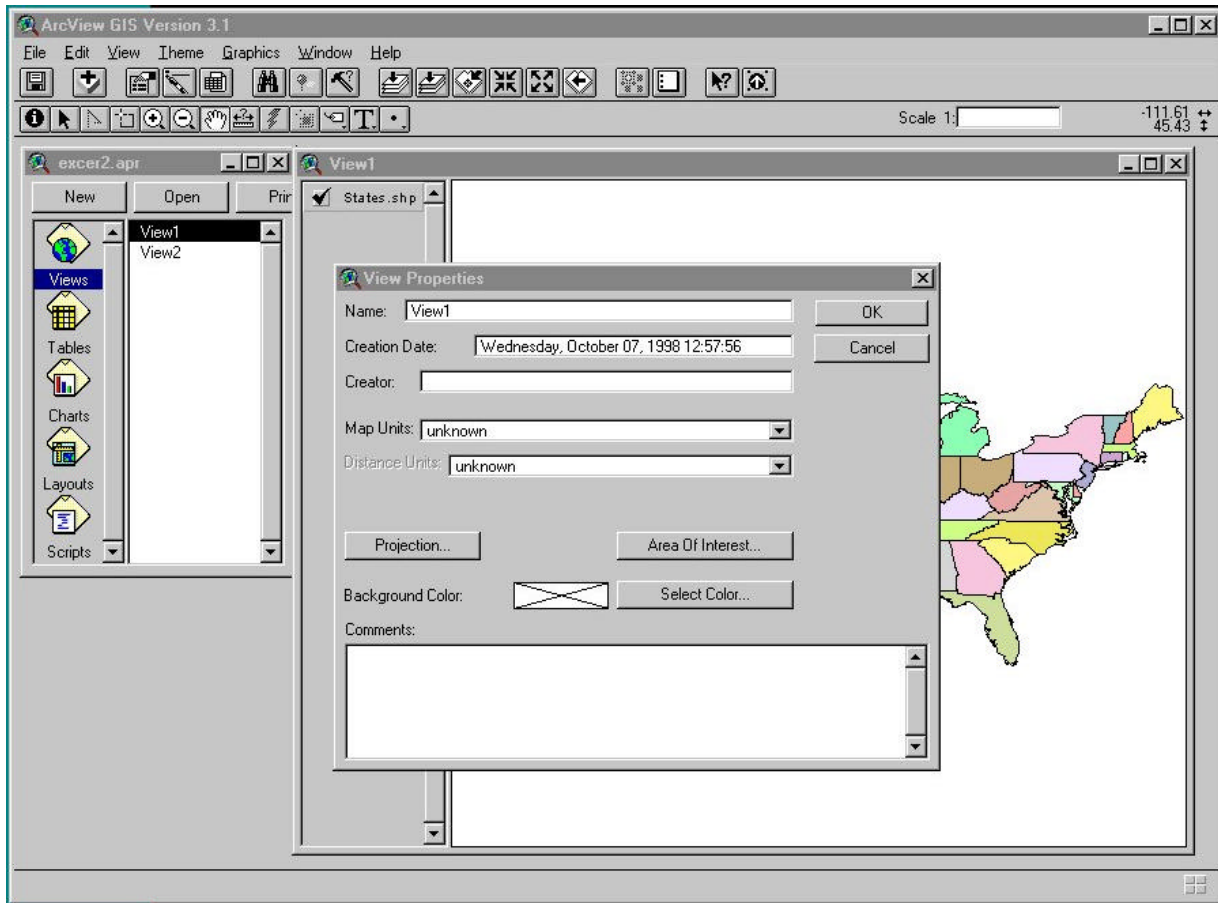 ArcView GIS Version 3.1
File Edit View Theme Graphics Window Help
Scale 1:
-111.61
45.43
excer2.apr
New Open Prin
Views
Tables
Charts
Layouts
Scripts
View1
View2
View1
States.shp
View Properties
Name: View1
OK
Creation Date: Wednesday, October 07, 1998 12:57:56
Cancel
Creator:
Map Units: unknown
Distance Units: unknown
Projection... Area Of Interest...
Background Color: Select Color...
Comments: